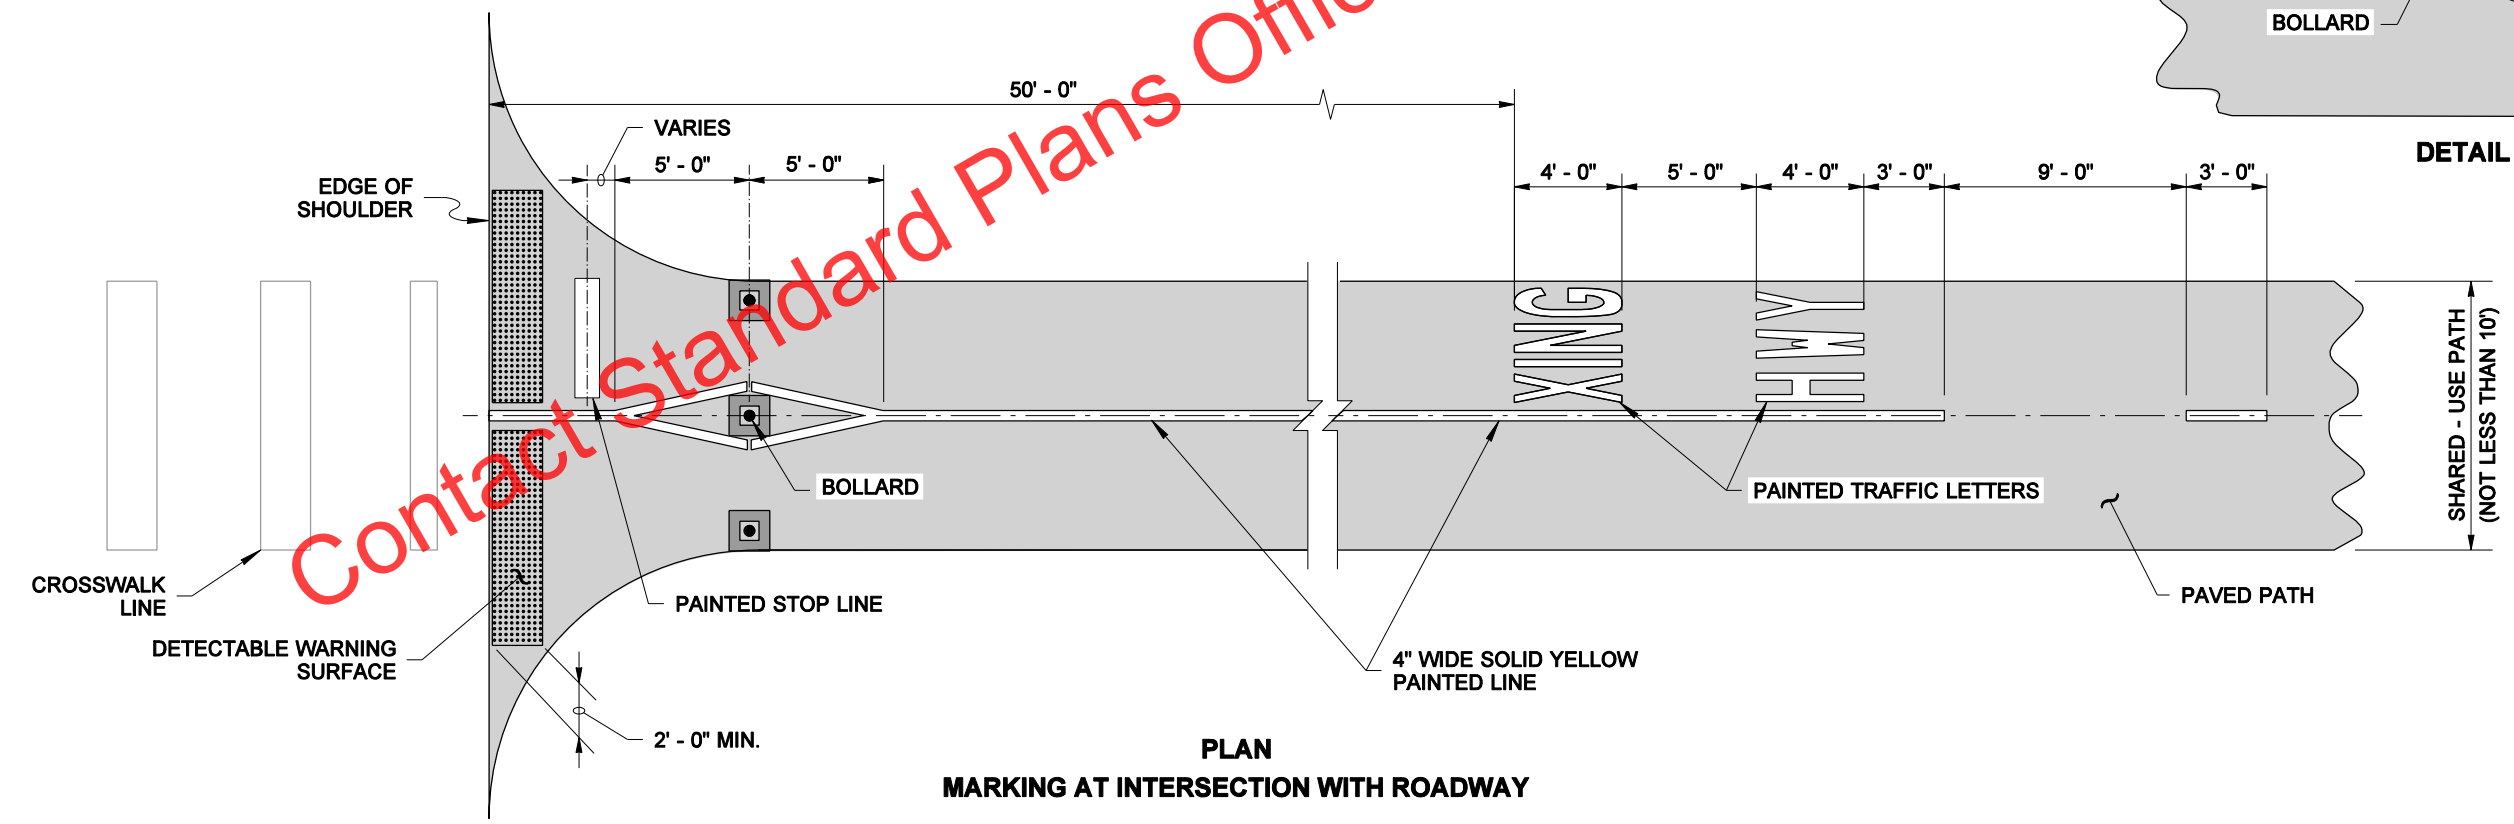 BOLLARD
50' - 0"
VARIES
5' - 0"
5' - 0"
4' - 0"
5' - 0"
4' - 0"
3' - 0"
9' - 0"
3' - 0"
DETAIL
EDGE OF
SHOULDER
XING
HWY
SHARED - USE PATH
(NOT LESS THAN 10')
BOLLARD
PAINTED TRAFFIC LETTERS
CROSSWALK
LINE
PAINTED STOP LINE
PAVED PATH
DETECTABLE WARNING
SURFACE
4" WIDE SOLID YELLOW
PAINTED LINE
2' - 0" MIN.
PLAN
MARKING AT INTERSECTION WITH ROADWAY
Contact Standard Plans Office